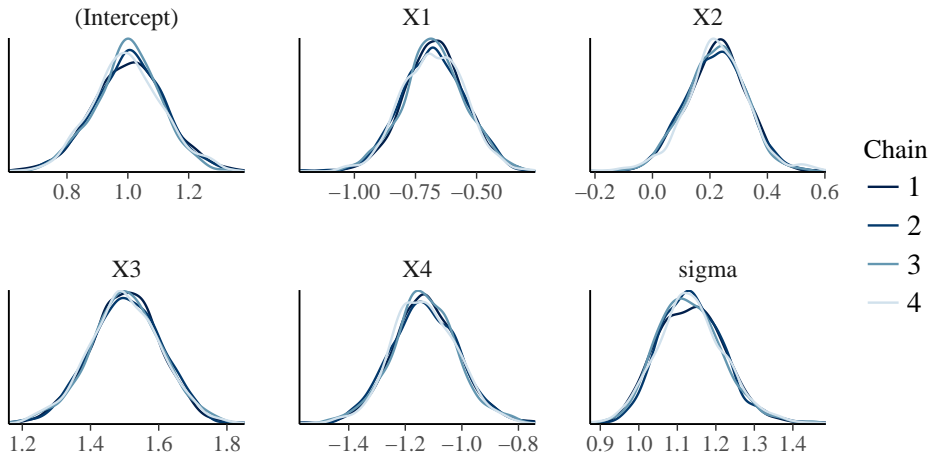 (Intercept)
X1
X2
0.8 1.0 1.2
−1.00 −0.75 −0.50
−0.2 0.0 0.2 0.4 0.6
Chain
1
2
3
4
X3
X4
sigma
1.2 1.4 1.6 1.8
−1.4 −1.2 −1.0 −0.8
0.9 1.0 1.1 1.2 1.3 1.4